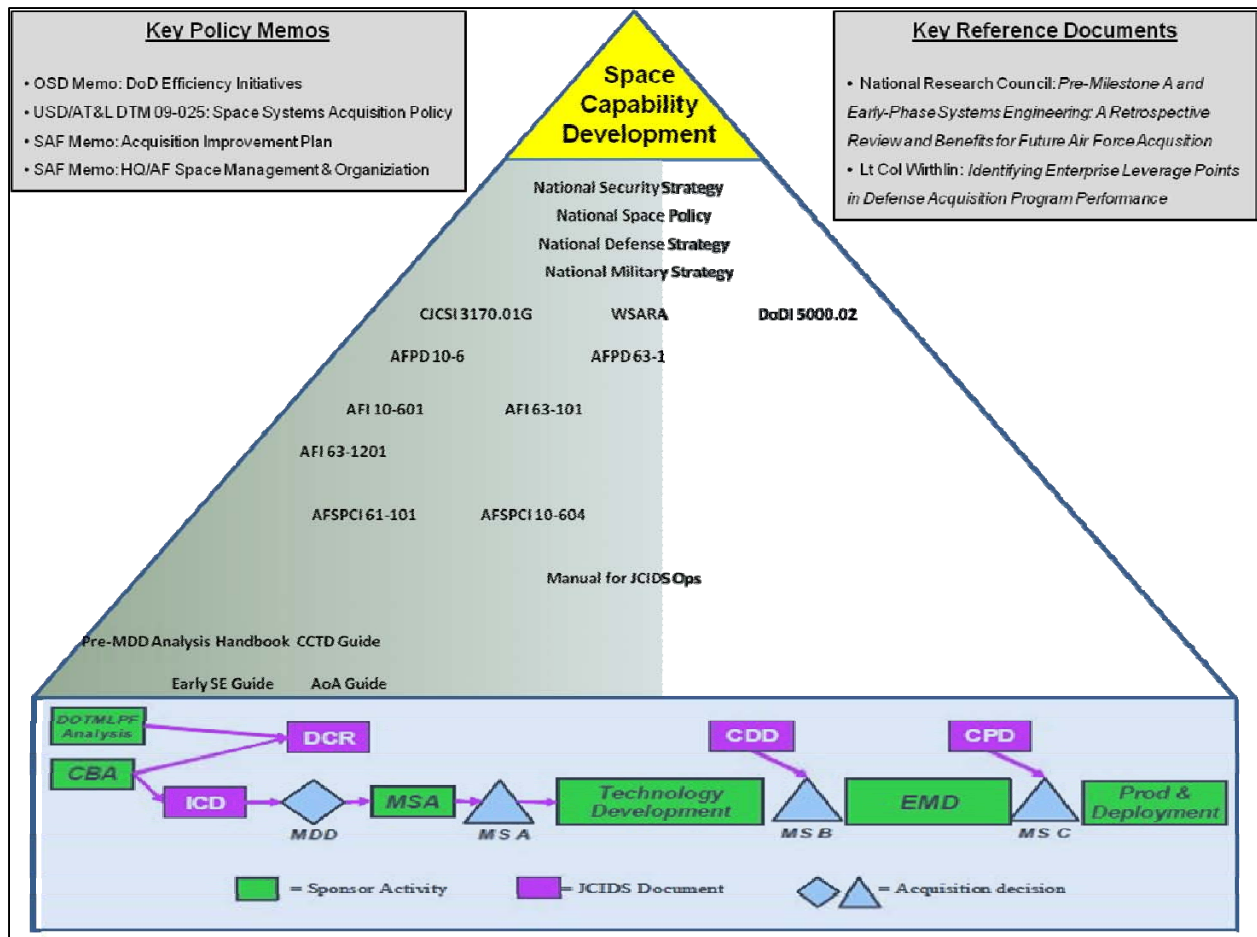 Key Policy Memos
• OSD Memo: DoD Efficiency Initiatives
• USD/AT&L DTM 09-025: Space Systems Acquisition Policy
• SAF Memo: Acquisition Improvement Plan
• SAF Memo: HQ/AF Space Management & Organiziation
Key Reference Documents
• National Research Council: Pre-Milestone A and
Early-Phase Systems Engineering: A Retrospective
Review and Benefits for Future Air Force Acqusition
• Lt Col Wirthlin: Identifying Enterprise Leverage Points
in Defense Acquisition Program Performance
Space
Capability
Development
National Security Strategy
National Space Policy
National Defense Strategy
National Military Strategy
CJCSI 3170.01G WSARA DoDI 5000.02
AFPD 10-6 AFPD 63-1
AFI 10-601 AFI 63-101
AFI 63-1201
AFSPCI 61-101 AFSPCI 10-604
Manual for JCIDS Ops
Pre-MDD Analysis Handbook CCTD Guide
Early SE Guide AoA Guide
DOTMLPF
Analysis
DCR
CDD
CPD
CBA
ICD
MDD
MSA
MS A
Technology
Development
MS B
EMD
MS C
Prod &
Deployment
= Sponsor Activity
= JCIDS Document
= Acquisition decision